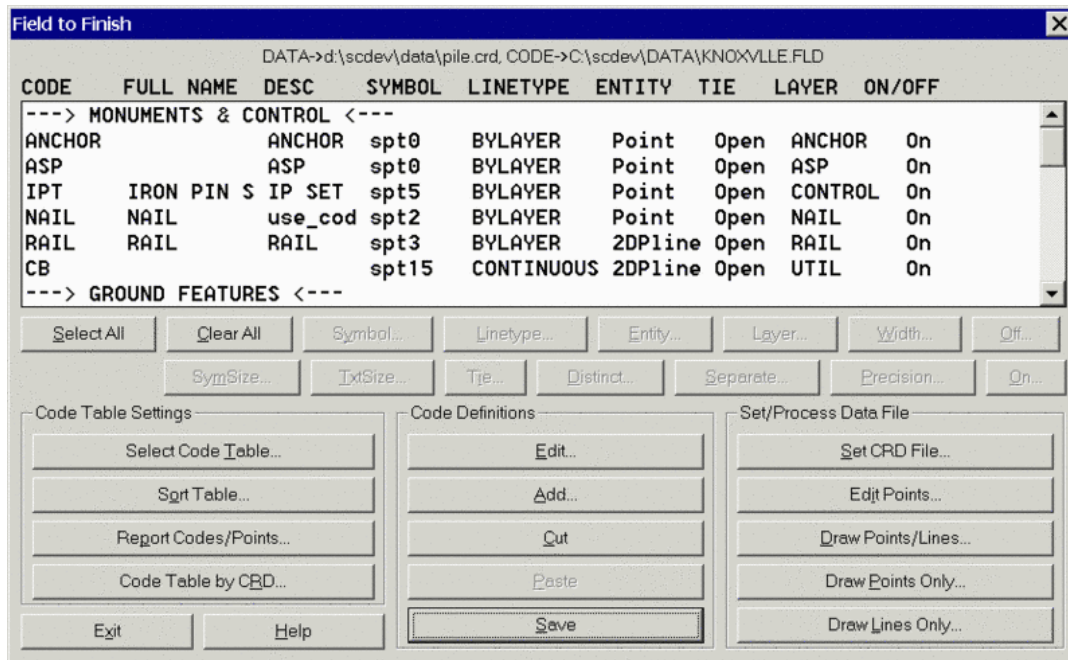 Field to Finish
DATA->d:\scdev\data\pile.crd, CODE->C:\scdev\DATA\KNOXVLLE.FLD
CODE FULL NAME DESC SYMBOL LINETYPE ENTITY TIE LAYER ON/OFF
---> MONUMENTS & CONTROL <---
ANCHOR ANCHOR spt0 BYLAYER Point Open ANCHOR On
ASP ASP spt0 BYLAYER Point Open ASP On
IPT IRON PIN S IP SET spt5 BYLAYER Point Open CONTROL On
NAIL NAIL use_cod spt2 BYLAYER Point Open NAIL On
RAIL RAIL RAIL spt3 BYLAYER 2DPline Open RAIL On
CB spt15 CONTINUOUS 2DPline Open UTIL On
---> GROUND FEATURES <---
Select All Clear All Symbol... Linetype... Entity... Layer... Width... Off...
SymSize... TxtSize... Tie... Distinct... Separate... Precision... On...
Code Table Settings Code Definitions Set/Process Data File
Select Code Table... Edit... Set CRD File...
Sort Table... Add... Edit Points...
Report Codes/Points... Cut Draw Points/Lines...
Code Table by CRD... Paste Draw Points Only...
Exit Help Save Draw Lines Only...